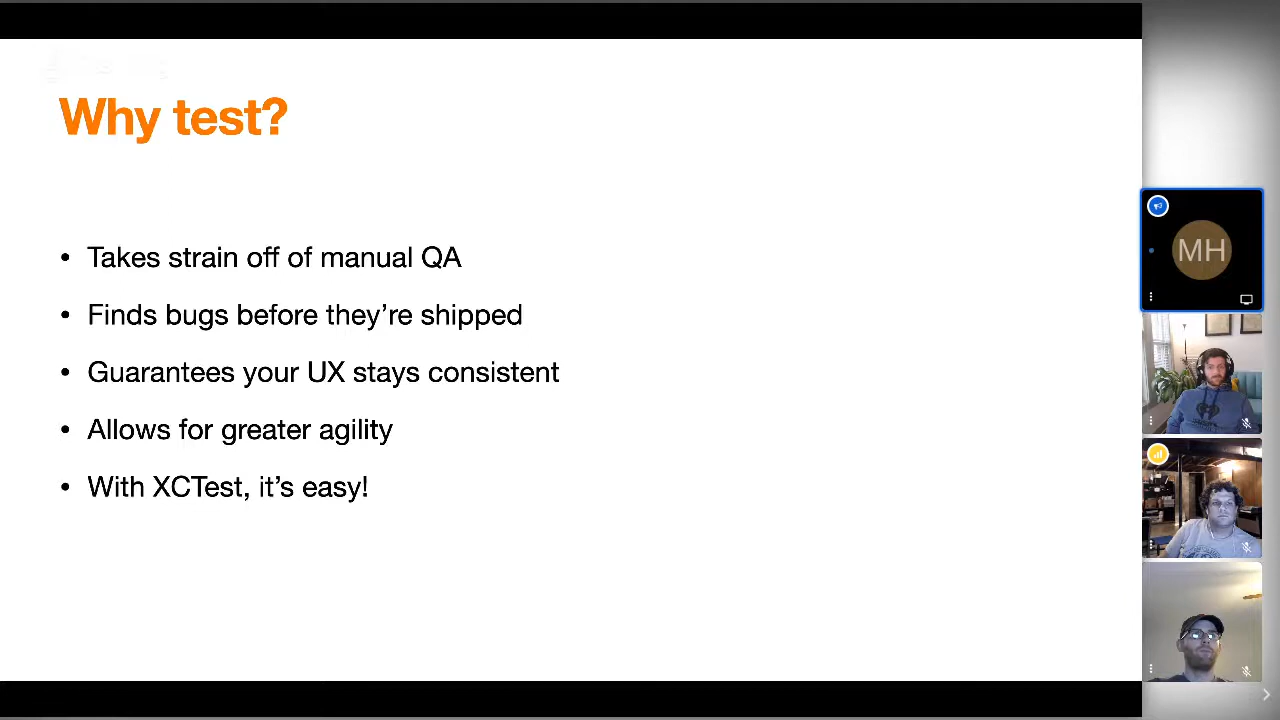 Why test?
• Takes strain off of manual QA
• Finds bugs before they’re shipped
• Guarantees your UX stays consistent
• Allows for greater agility
• With XCTest, it’s easy!
MH